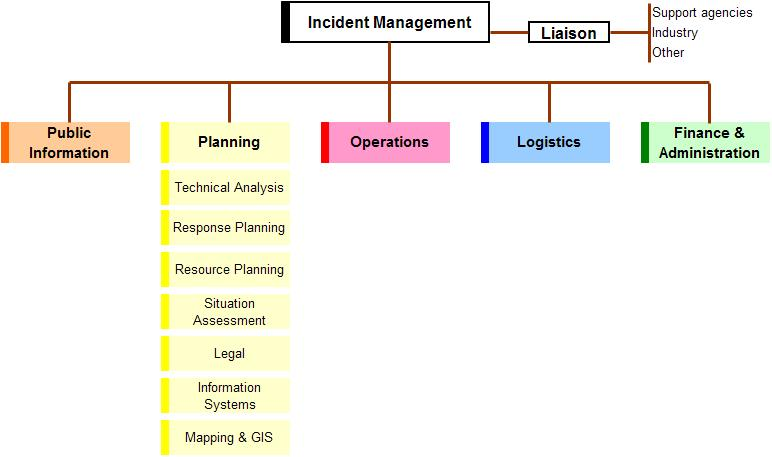 Incident Management
Liaison
Support agencies
Industry
Other
Public
Information
Planning
Operations
Logistics
Finance &
Administration
Technical Analysis
Response Planning
Resource Planning
Situation
Assessment
Legal
Information
Systems
Mapping & GIS